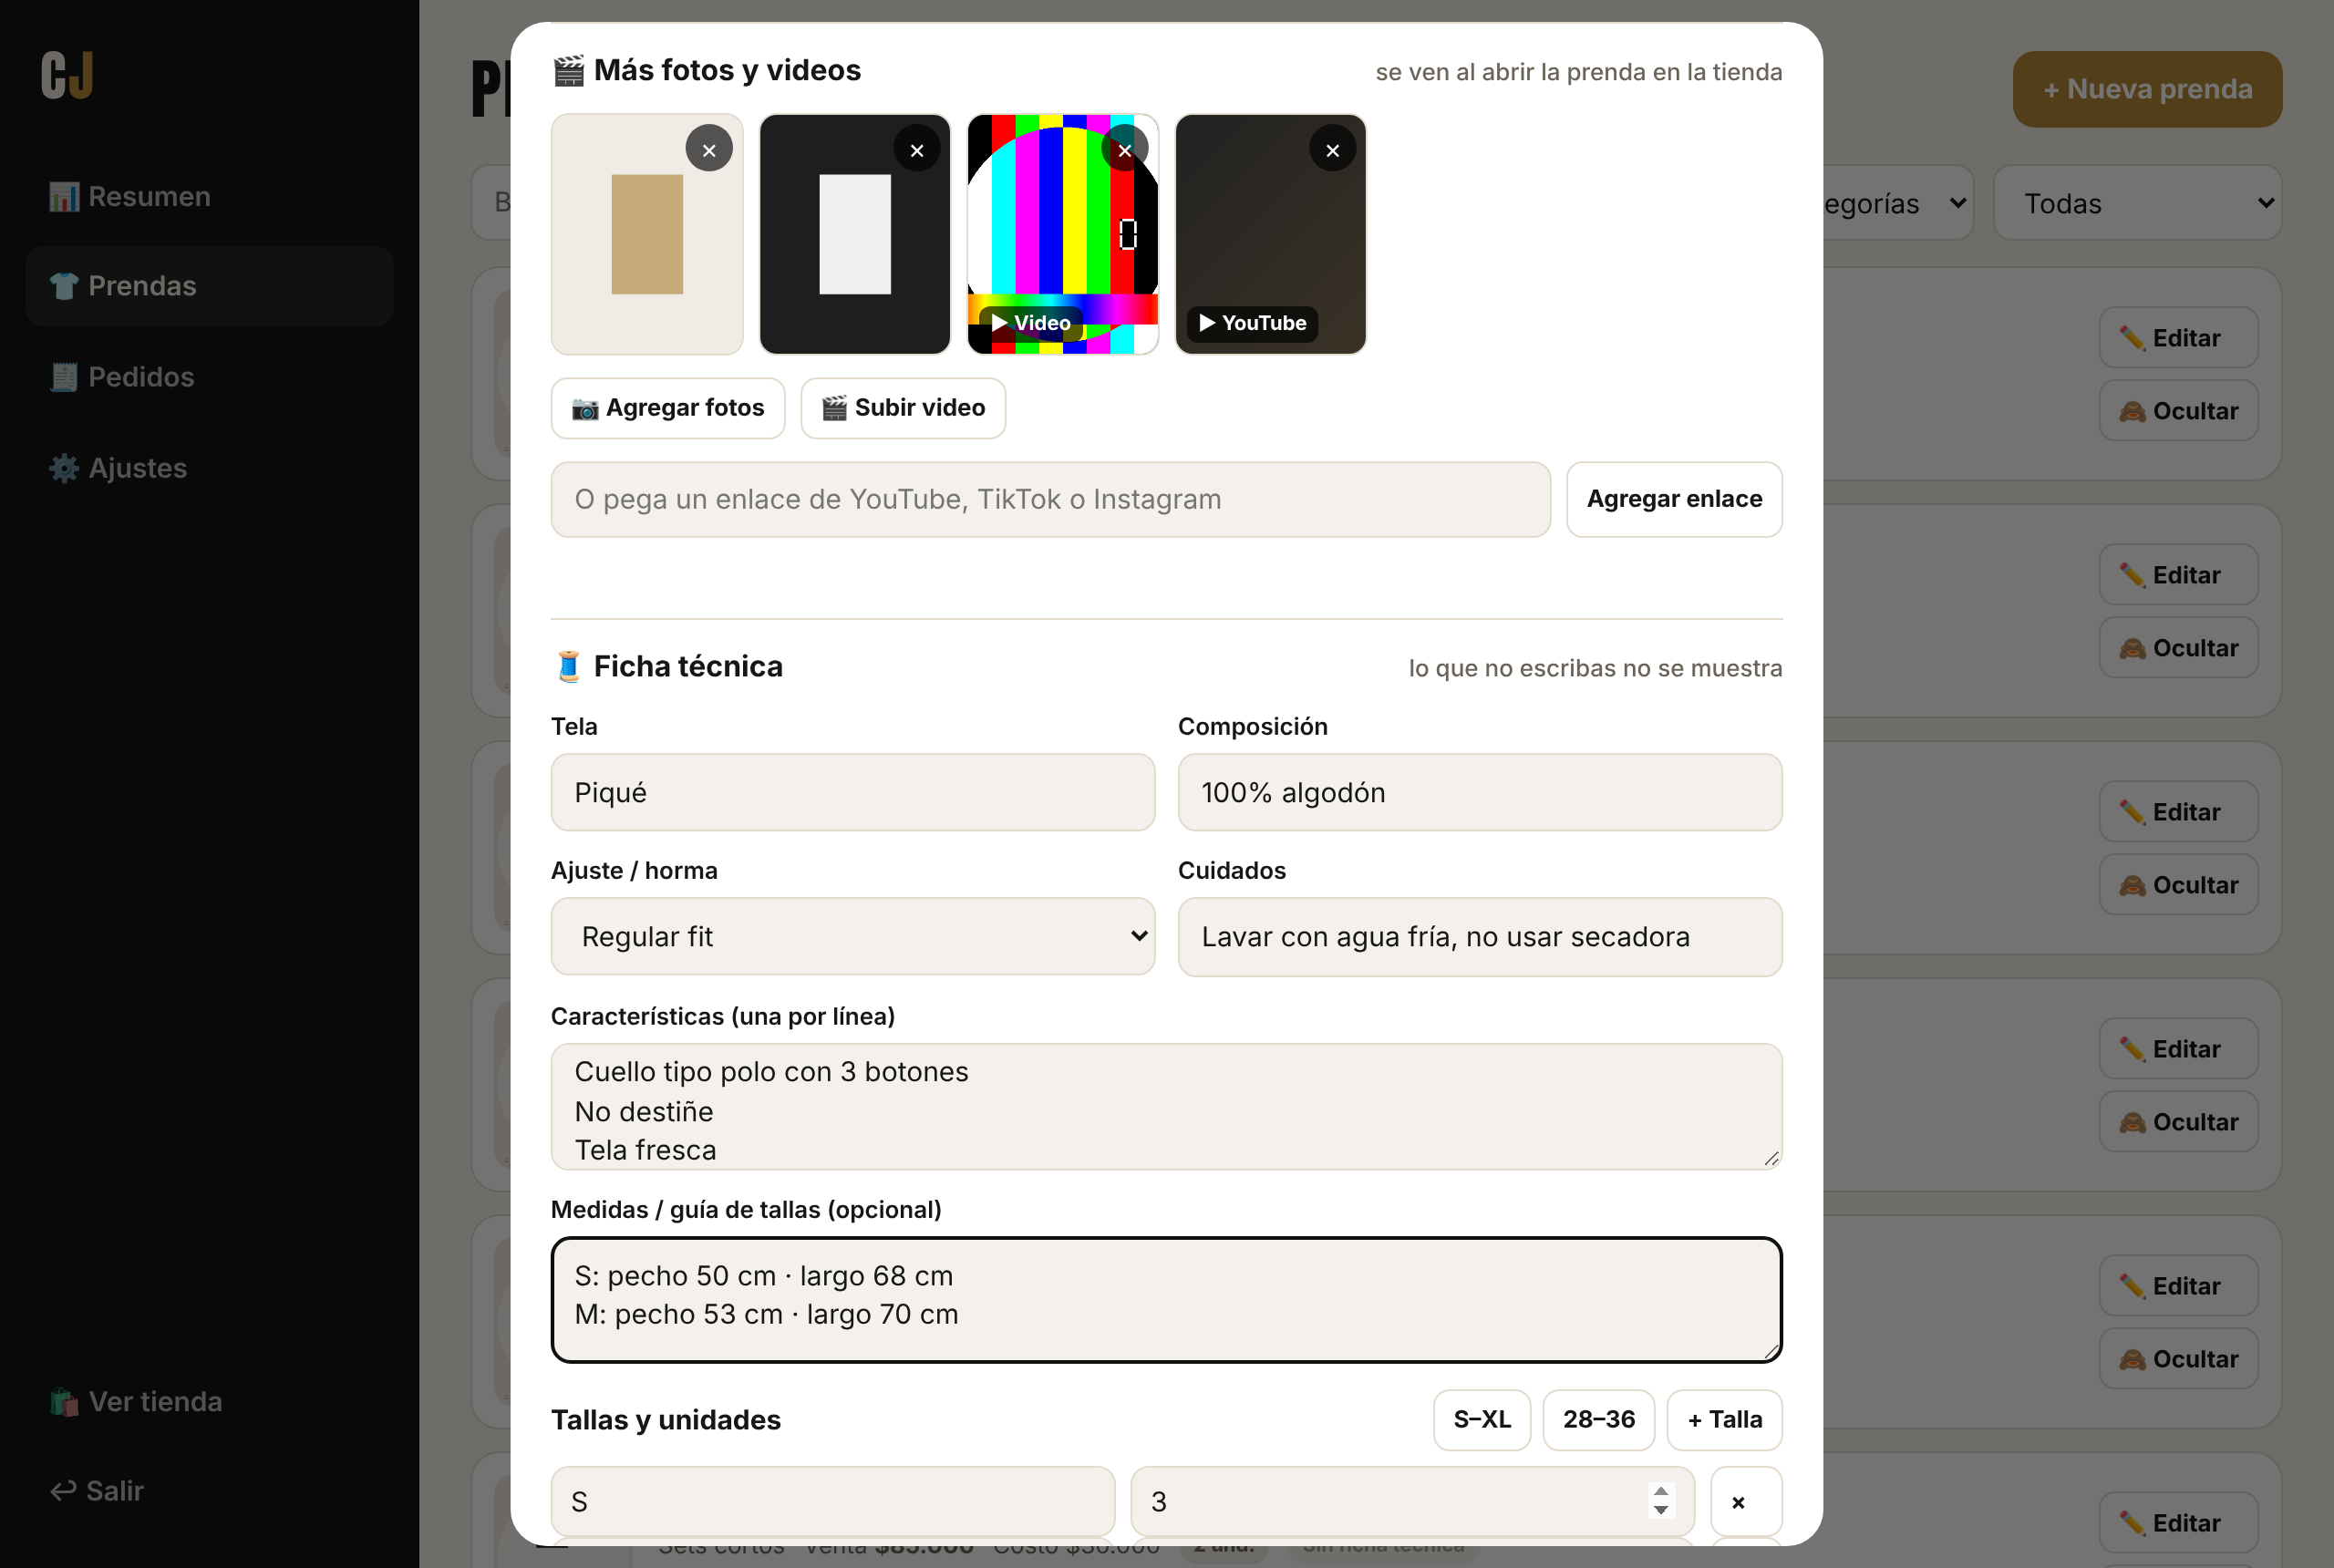 CJ
📊 Resumen
👕 Prendas
🧾 Pedidos
⚙️ Ajustes
🛍️ Ver tienda
↩ Salir
+ Nueva prenda
egorías
Todas
🎬 Más fotos y videos
se ven al abrir la prenda en la tienda
×
×
×
×
▶ Video
▶ YouTube
📷 Agregar fotos
🎬 Subir video
O pega un enlace de YouTube, TikTok o Instagram
Agregar enlace
🧵 Ficha técnica
lo que no escribas no se muestra
Tela
Composición
Piqué
100% algodón
Ajuste / horma
Cuidados
Regular fit
Lavar con agua fría, no usar secadora
Características (una por línea)
Cuello tipo polo con 3 botones
No destiñe
Tela fresca
Medidas / guía de tallas (opcional)
S: pecho 50 cm · largo 68 cm
M: pecho 53 cm · largo 70 cm
Tallas y unidades
S–XL
28–36
+ Talla
S
3
×
✏️ Editar
🙈 Ocultar
✏️ Editar
🙈 Ocultar
✏️ Editar
🙈 Ocultar
✏️ Editar
🙈 Ocultar
✏️ Editar
🙈 Ocultar
✏️ Editar